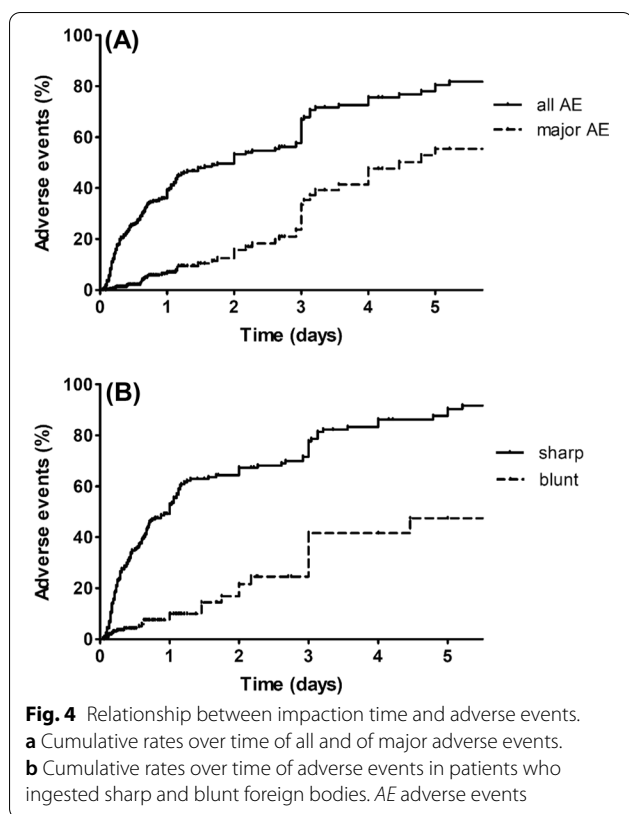 (A)
100
80
60
40
20
0
Adverse events (%)
0 1 2 3 4 5
Time (days)
all AE
major AE
(B)
100
80
60
40
20
0
Adverse events (%)
0 1 2 3 4 5
Time (days)
sharp
blunt
Fig. 4 Relationship between impaction time and adverse events.
a Cumulative rates over time of all and of major adverse events.
b Cumulative rates over time of adverse events in patients who
ingested sharp and blunt foreign bodies. AE adverse events